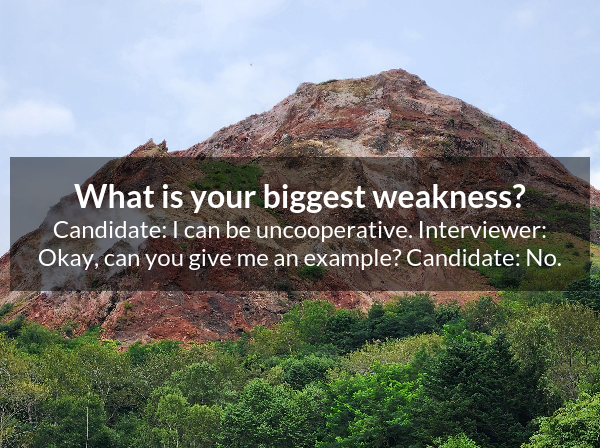 What is your biggest weakness?
Candidate: I can be uncooperative. Interviewer:
Okay, can you give me an example? Candidate: No.